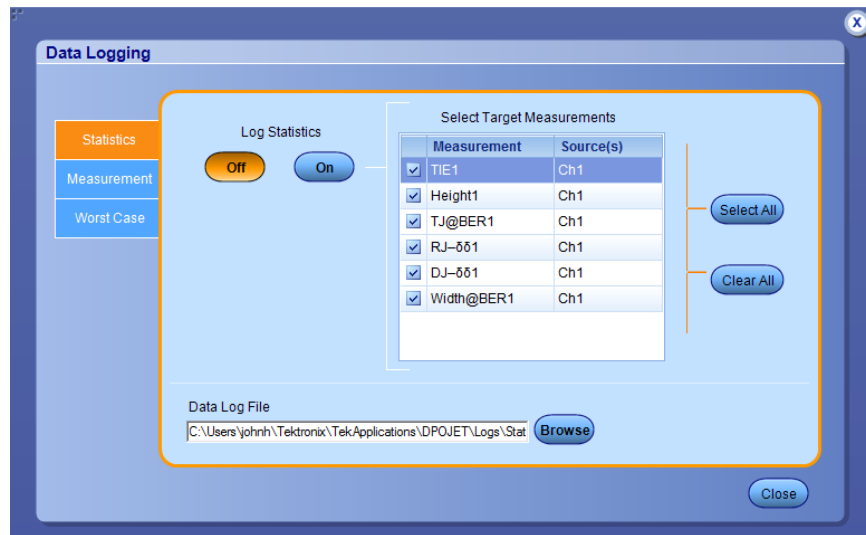 X
Data Logging
Statistics
Measurement
Worst Case
Log Statistics
Off
On
Select Target Measurements
Measurement Source(s)
TIE1 Ch1
Height1 Ch1
TJ@BER1 Ch1
RJ–δδ1 Ch1
DJ–δδ1 Ch1
Width@BER1 Ch1
Select All
Clear All
Data Log File
C:\Users\johnh\Tektronix\TekApplications\DPOJET\Logs\Stat
Browse
Close